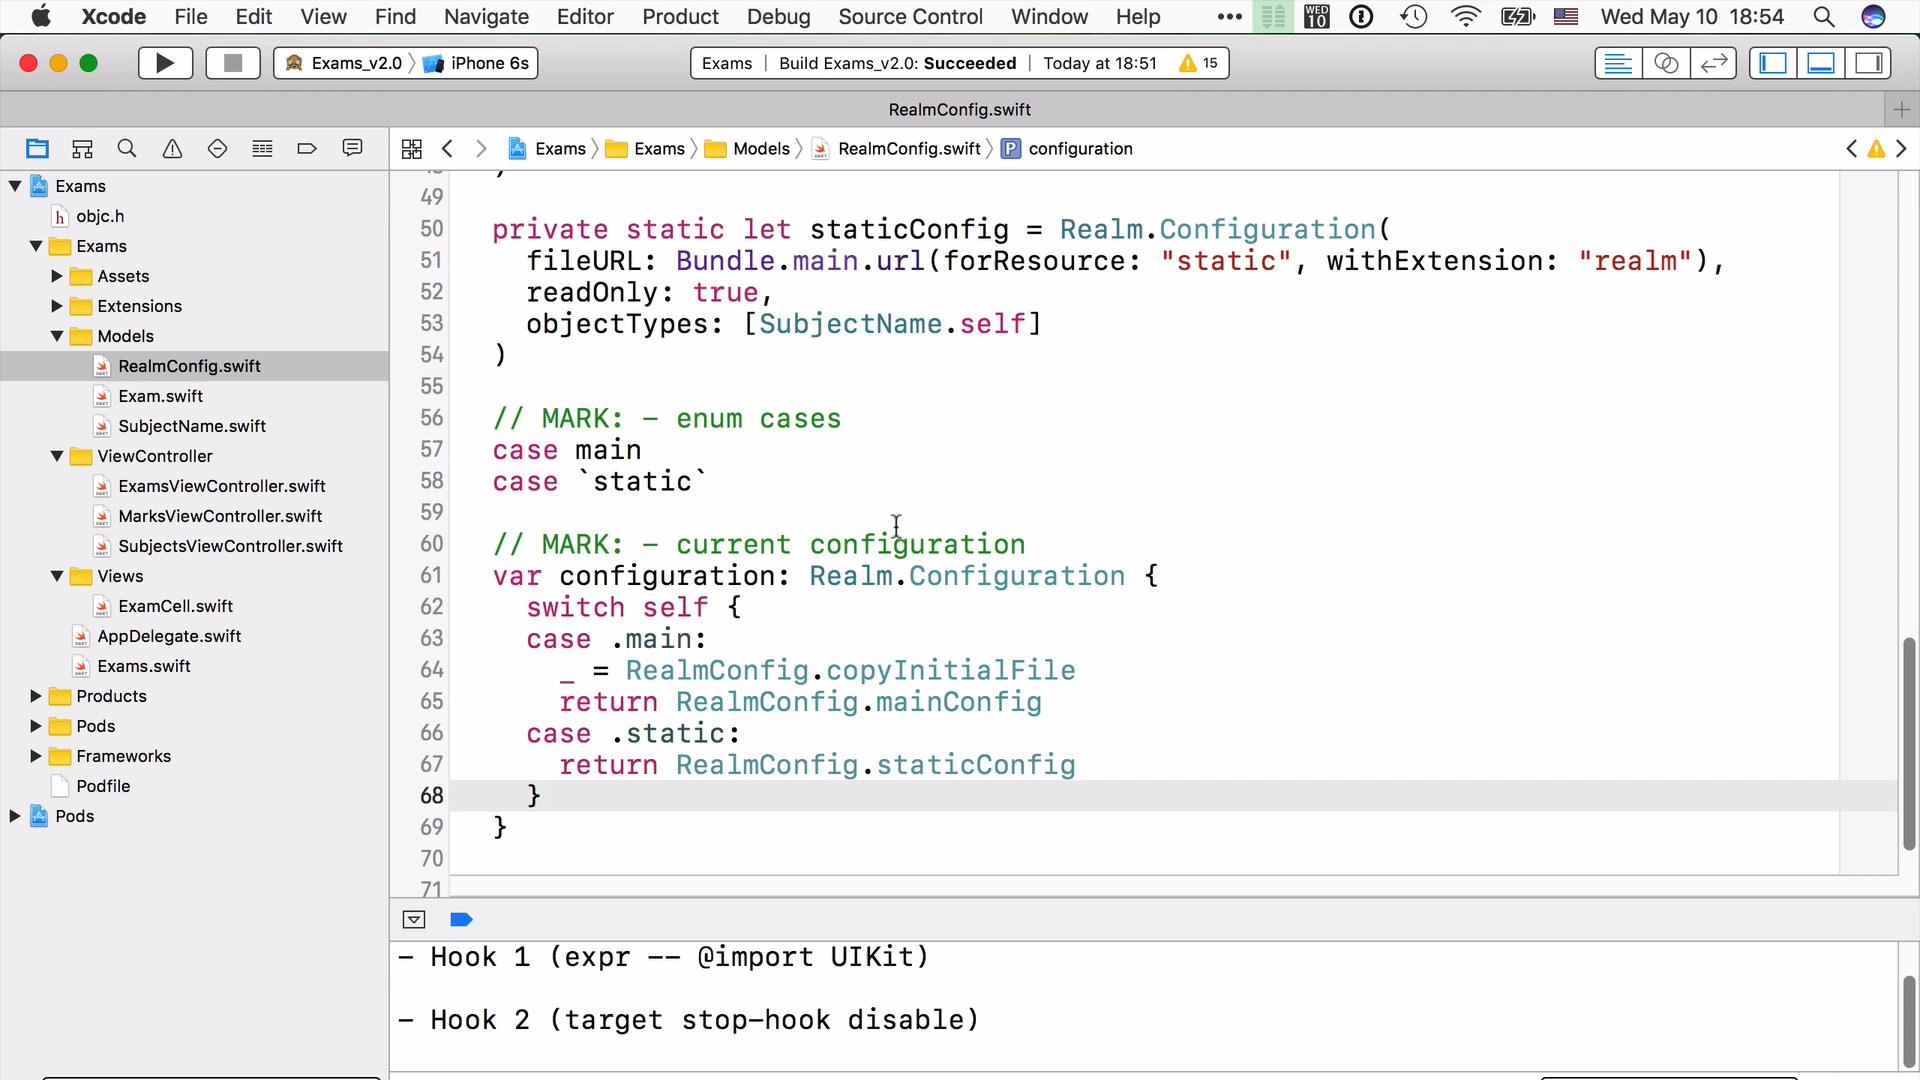 Xcode File Edit View Find Navigate Editor Product Debug Source Control Window Help ••• WED 10 Wed May 10 18:54
Exams_v2.0 iPhone 6s Exams | Build Exams_v2.0: Succeeded | Today at 18:51 15
RealmConfig.swift
Exams Exams Models RealmConfig.swift P configuration
Exams
h objc.h
Exams
Assets
Extensions
Models
RealmConfig.swift
Exam.swift
SubjectName.swift
ViewController
ExamsViewController.swift
MarksViewController.swift
SubjectsViewController.swift
Views
ExamCell.swift
AppDelegate.swift
Exams.swift
Products
Pods
Frameworks
Podfile
Pods
49
50 private static let staticConfig = Realm.Configuration(
51 fileURL: Bundle.main.url(forResource: "static", withExtension: "realm"),
52 readOnly: true,
53 objectTypes: [SubjectName.self]
54 )
55
56 // MARK: - enum cases
57 case main
58 case `static`
59
60 // MARK: - current configuration
61 var configuration: Realm.Configuration {
62 switch self {
63 case .main:
64 _ = RealmConfig.copyInitialFile
65 return RealmConfig.mainConfig
66 case .static:
67 return RealmConfig.staticConfig
68 }
69 }
70
71
- Hook 1 (expr -- @import UIKit)
- Hook 2 (target stop-hook disable)